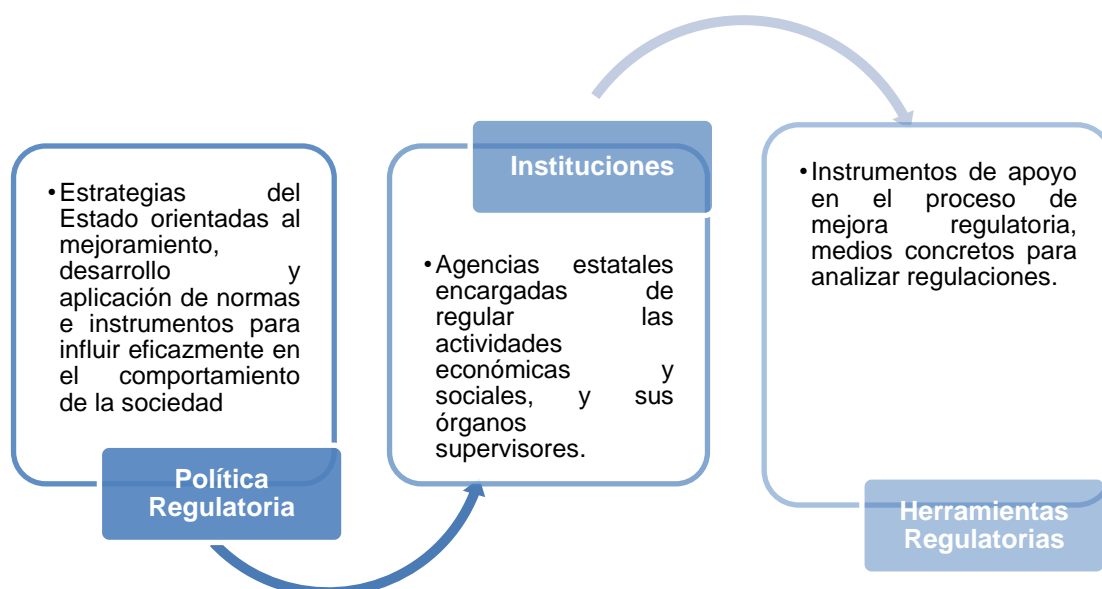 •Estrategias del
Estado orientadas al
mejoramiento,
desarrollo y
aplicación de normas
e instrumentos para
influir eficazmente en
el comportamiento
de la sociedad
Política
Regulatoria
Instituciones
•Agencias estatales
encargadas de
regular las
actividades
económicas y
sociales, y sus
órganos
supervisores.
•Instrumentos de apoyo
en el proceso de
mejora regulatoria,
medios concretos para
analizar regulaciones.
Herramientas
Regulatorias